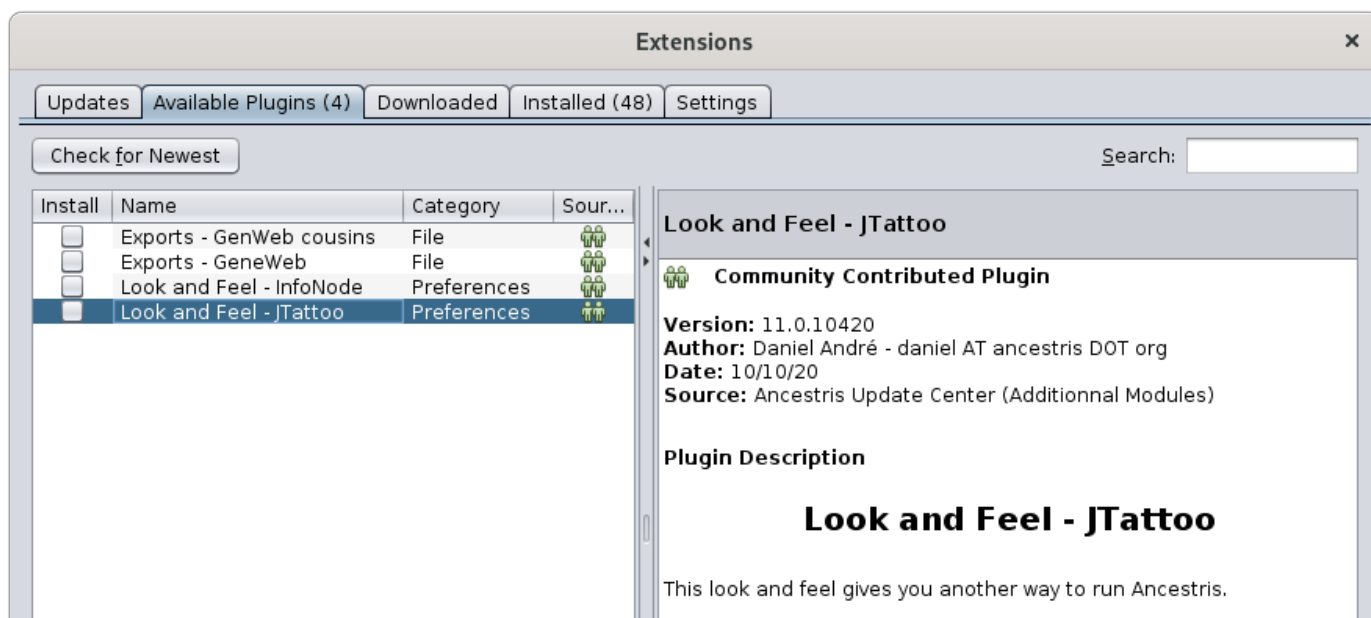 Extensions
Updates Available Plugins (4) Downloaded Installed (48) Settings
Check for Newest Search:
Install Name Category Sour...
Exports - GenWeb cousins File
Exports - GeneWeb File
Look and Feel - InfoNode Preferences
Look and Feel - JTattoo Preferences
Look and Feel - JTattoo
Community Contributed Plugin
Version: 11.0.10420
Author: Daniel André - daniel AT ancestris DOT org
Date: 10/10/20
Source: Ancestris Update Center (Additionnal Modules)
Plugin Description
Look and Feel - JTattoo
This look and feel gives you another way to run Ancestris.